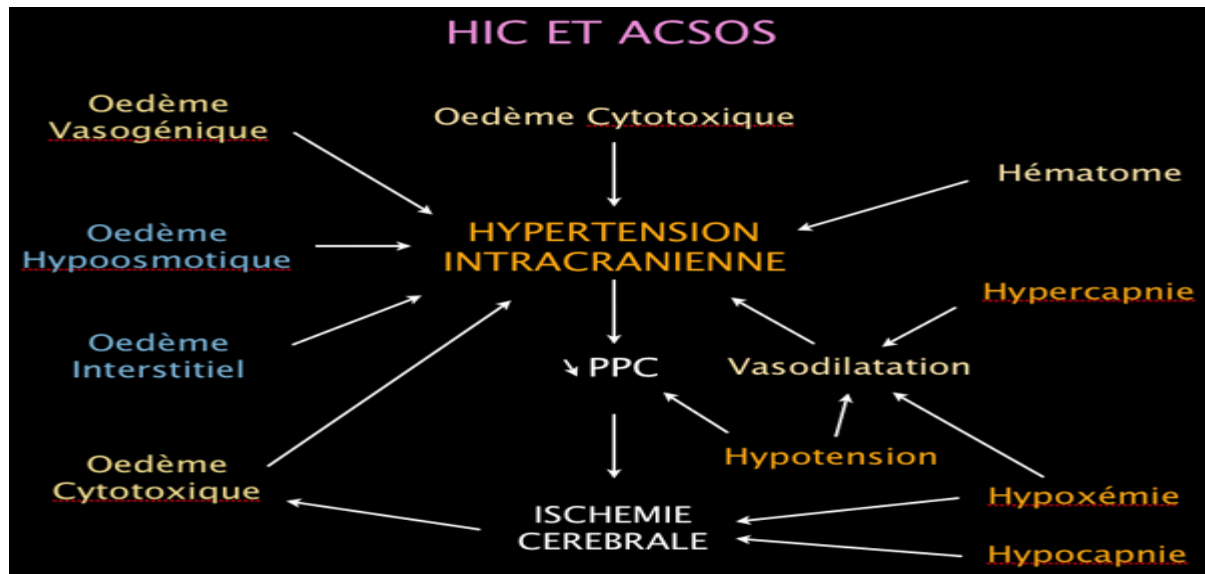 HIC ET ACSOS
Oedème
Vasogénique
Oedème Cytotoxique
Hématome
Oedème
Hypoosmotique
HYPERTENSION
INTRACRANIENNE
Hypercapnie
Oedème
Interstitiel
↘ PPC
Vasodilatation
Hypotension
Oedème
Cytotoxique
ISCHEMIE
CEREBRALE
Hypoxémie
Hypocapnie